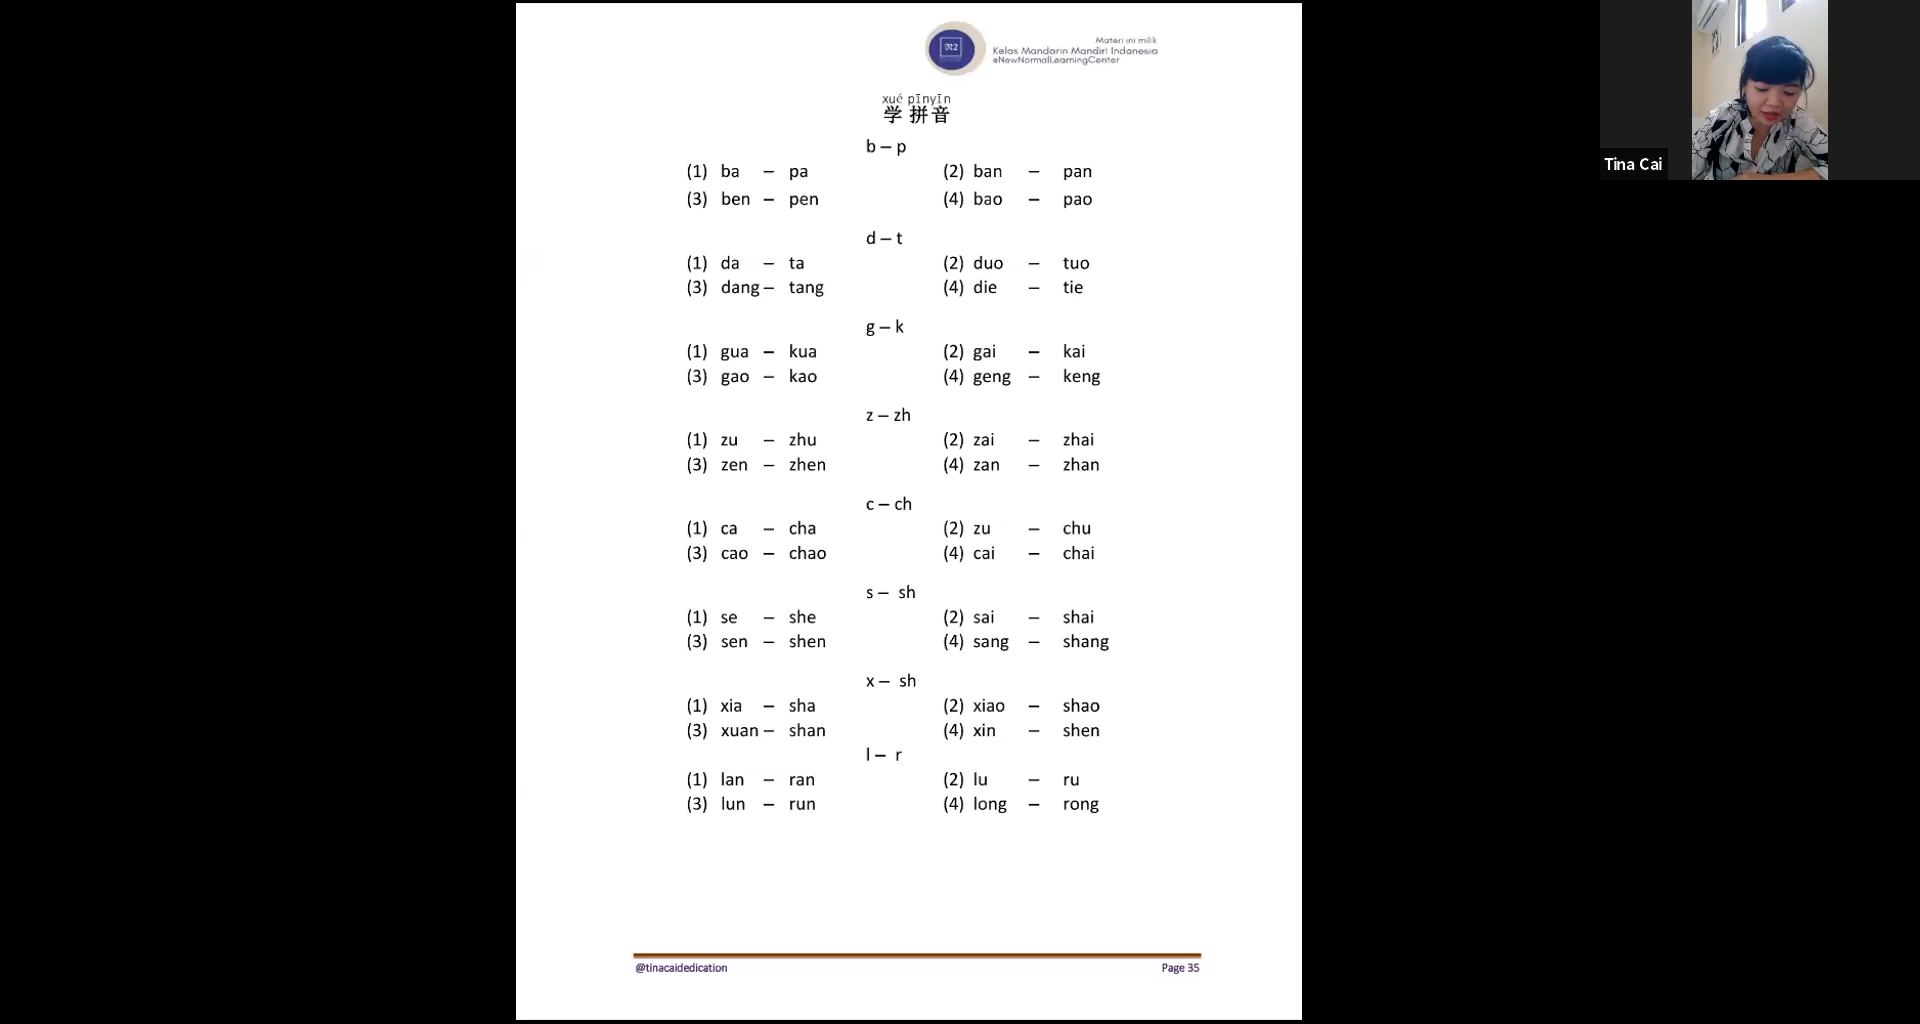 Materi ini milik
Kelas Mandarin Mandiri Indonesia
@NewNormalLearningCenter
xué pīnyīn
学 拼音
b – p
(1) ba – pa (2) ban – pan
(3) ben – pen (4) bao – pao
d – t
(1) da – ta (2) duo – tuo
(3) dang – tang (4) die – tie
g – k
(1) gua – kua (2) gai – kai
(3) gao – kao (4) geng – keng
z – zh
(1) zu – zhu (2) zai – zhai
(3) zen – zhen (4) zan – zhan
c – ch
(1) ca – cha (2) zu – chu
(3) cao – chao (4) cai – chai
s – sh
(1) se – she (2) sai – shai
(3) sen – shen (4) sang – shang
x – sh
(1) xia – sha (2) xiao – shao
(3) xuan – shan (4) xin – shen
l – r
(1) lan – ran (2) lu – ru
(3) lun – run (4) long – rong
@tinacaidedication Page 35
Tina Cai